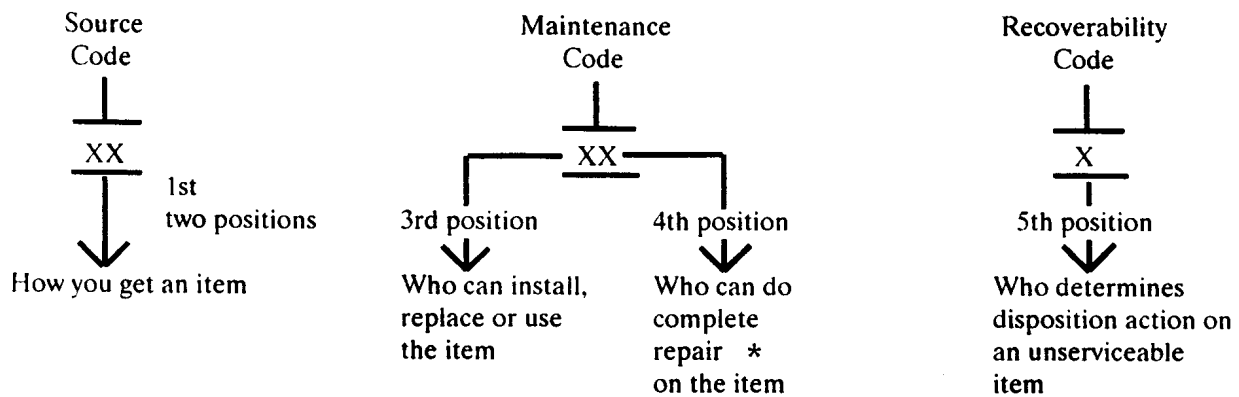 Source
Code
XX
1st
two positions
How you get an item
Maintenance
Code
XX
3rd position
Who can install,
replace or use
the item
4th position
Who can do
complete
repair *
on the item
Recoverability
Code
X
5th position
Who determines
disposition action on
an unserviceable
item